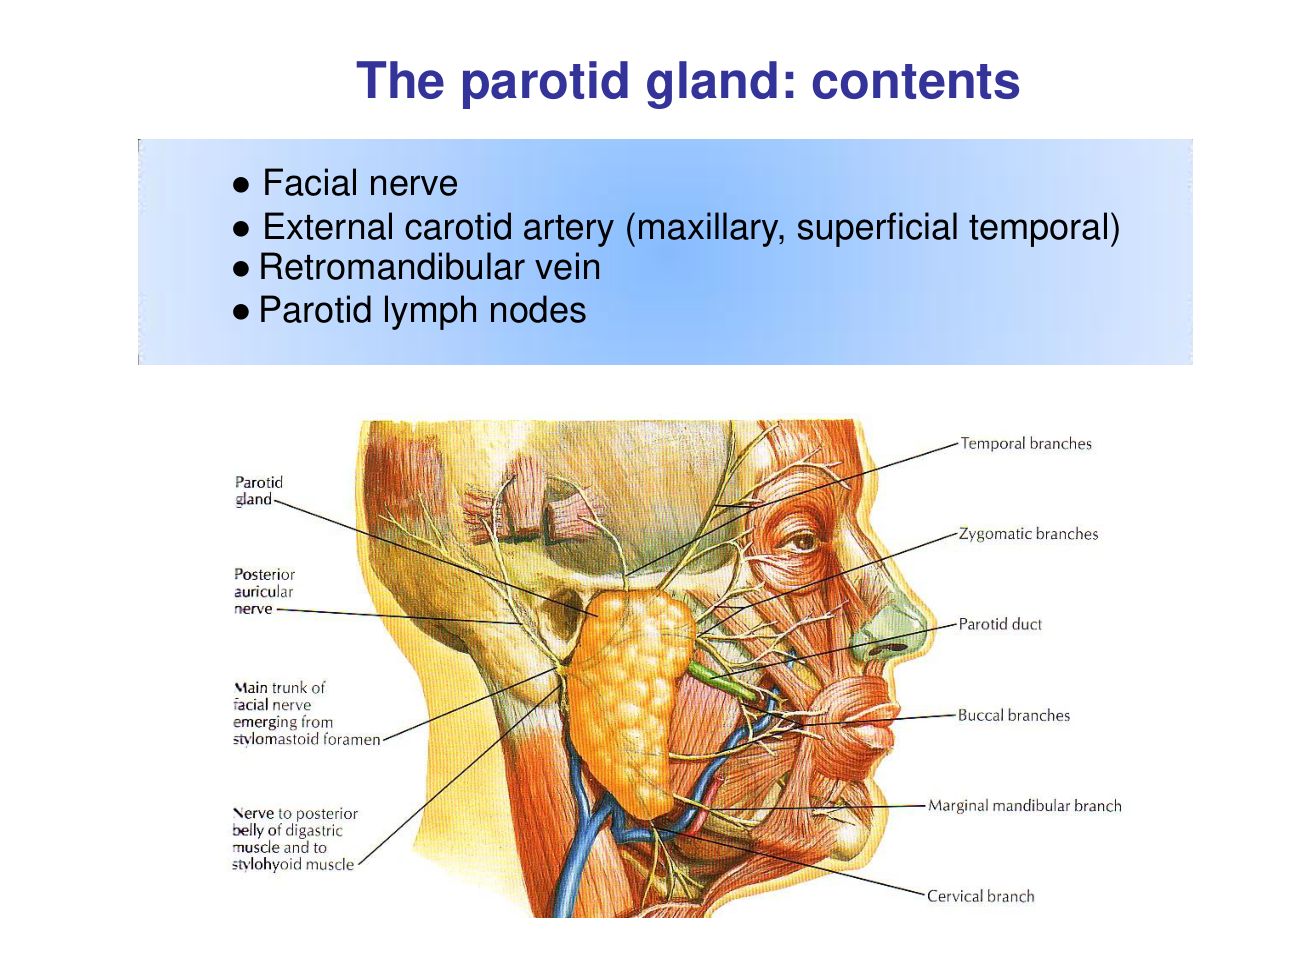 The parotid gland: contents
● Facial nerve
● External carotid artery (maxillary, superficial temporal)
● Retromandibular vein
● Parotid lymph nodes
Parotid
gland
Posterior
auricular
nerve
Main trunk of
facial nerve
emerging from
stylomastoid foramen
Nerve to posterior
belly of digastric
muscle and to
stylohyoid muscle
Temporal branches
Zygomatic branches
Parotid duct
Buccal branches
Marginal mandibular branch
Cervical branch